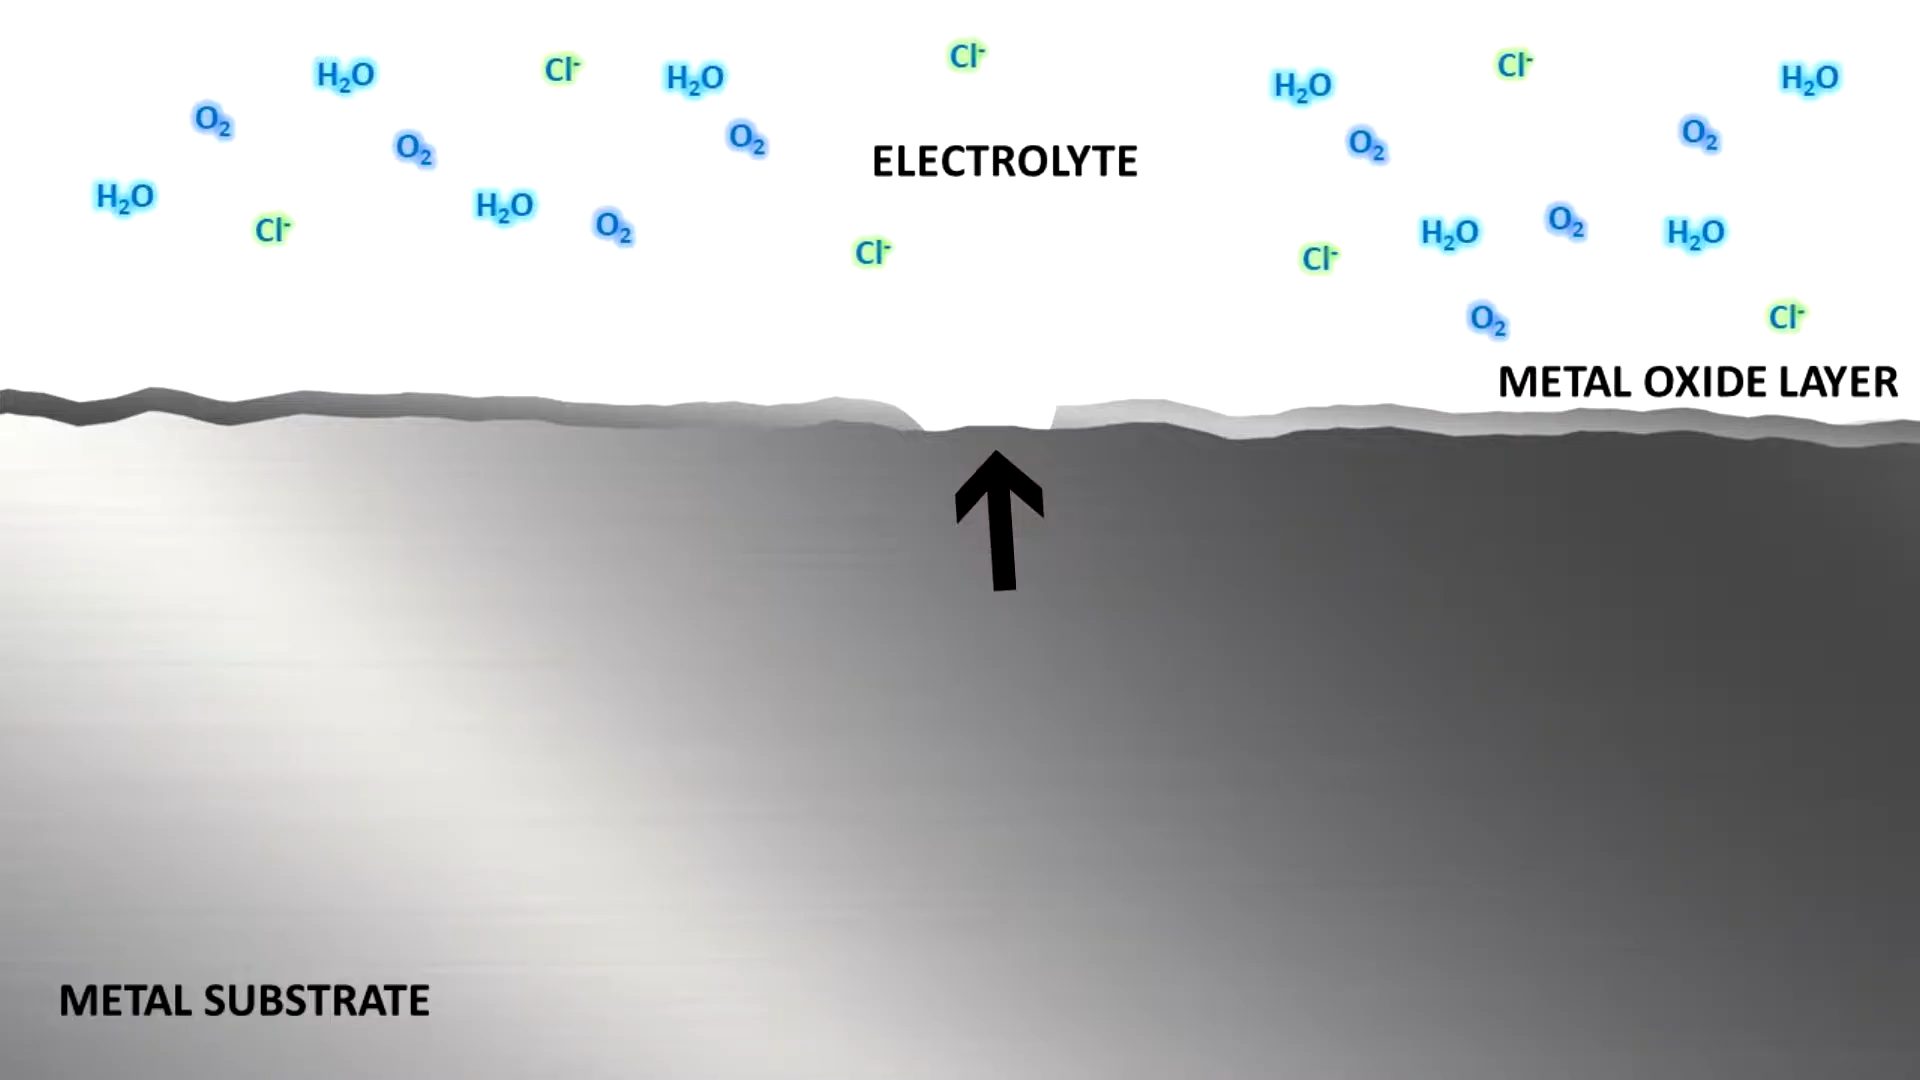 H₂O
Cl⁻
H₂O
Cl⁻
H₂O
Cl⁻
H₂O
O₂
O₂
O₂
O₂
O₂
ELECTROLYTE
H₂O
Cl⁻
H₂O
O₂
Cl⁻
Cl⁻
H₂O
O₂
H₂O
O₂
Cl⁻
METAL OXIDE LAYER
METAL SUBSTRATE